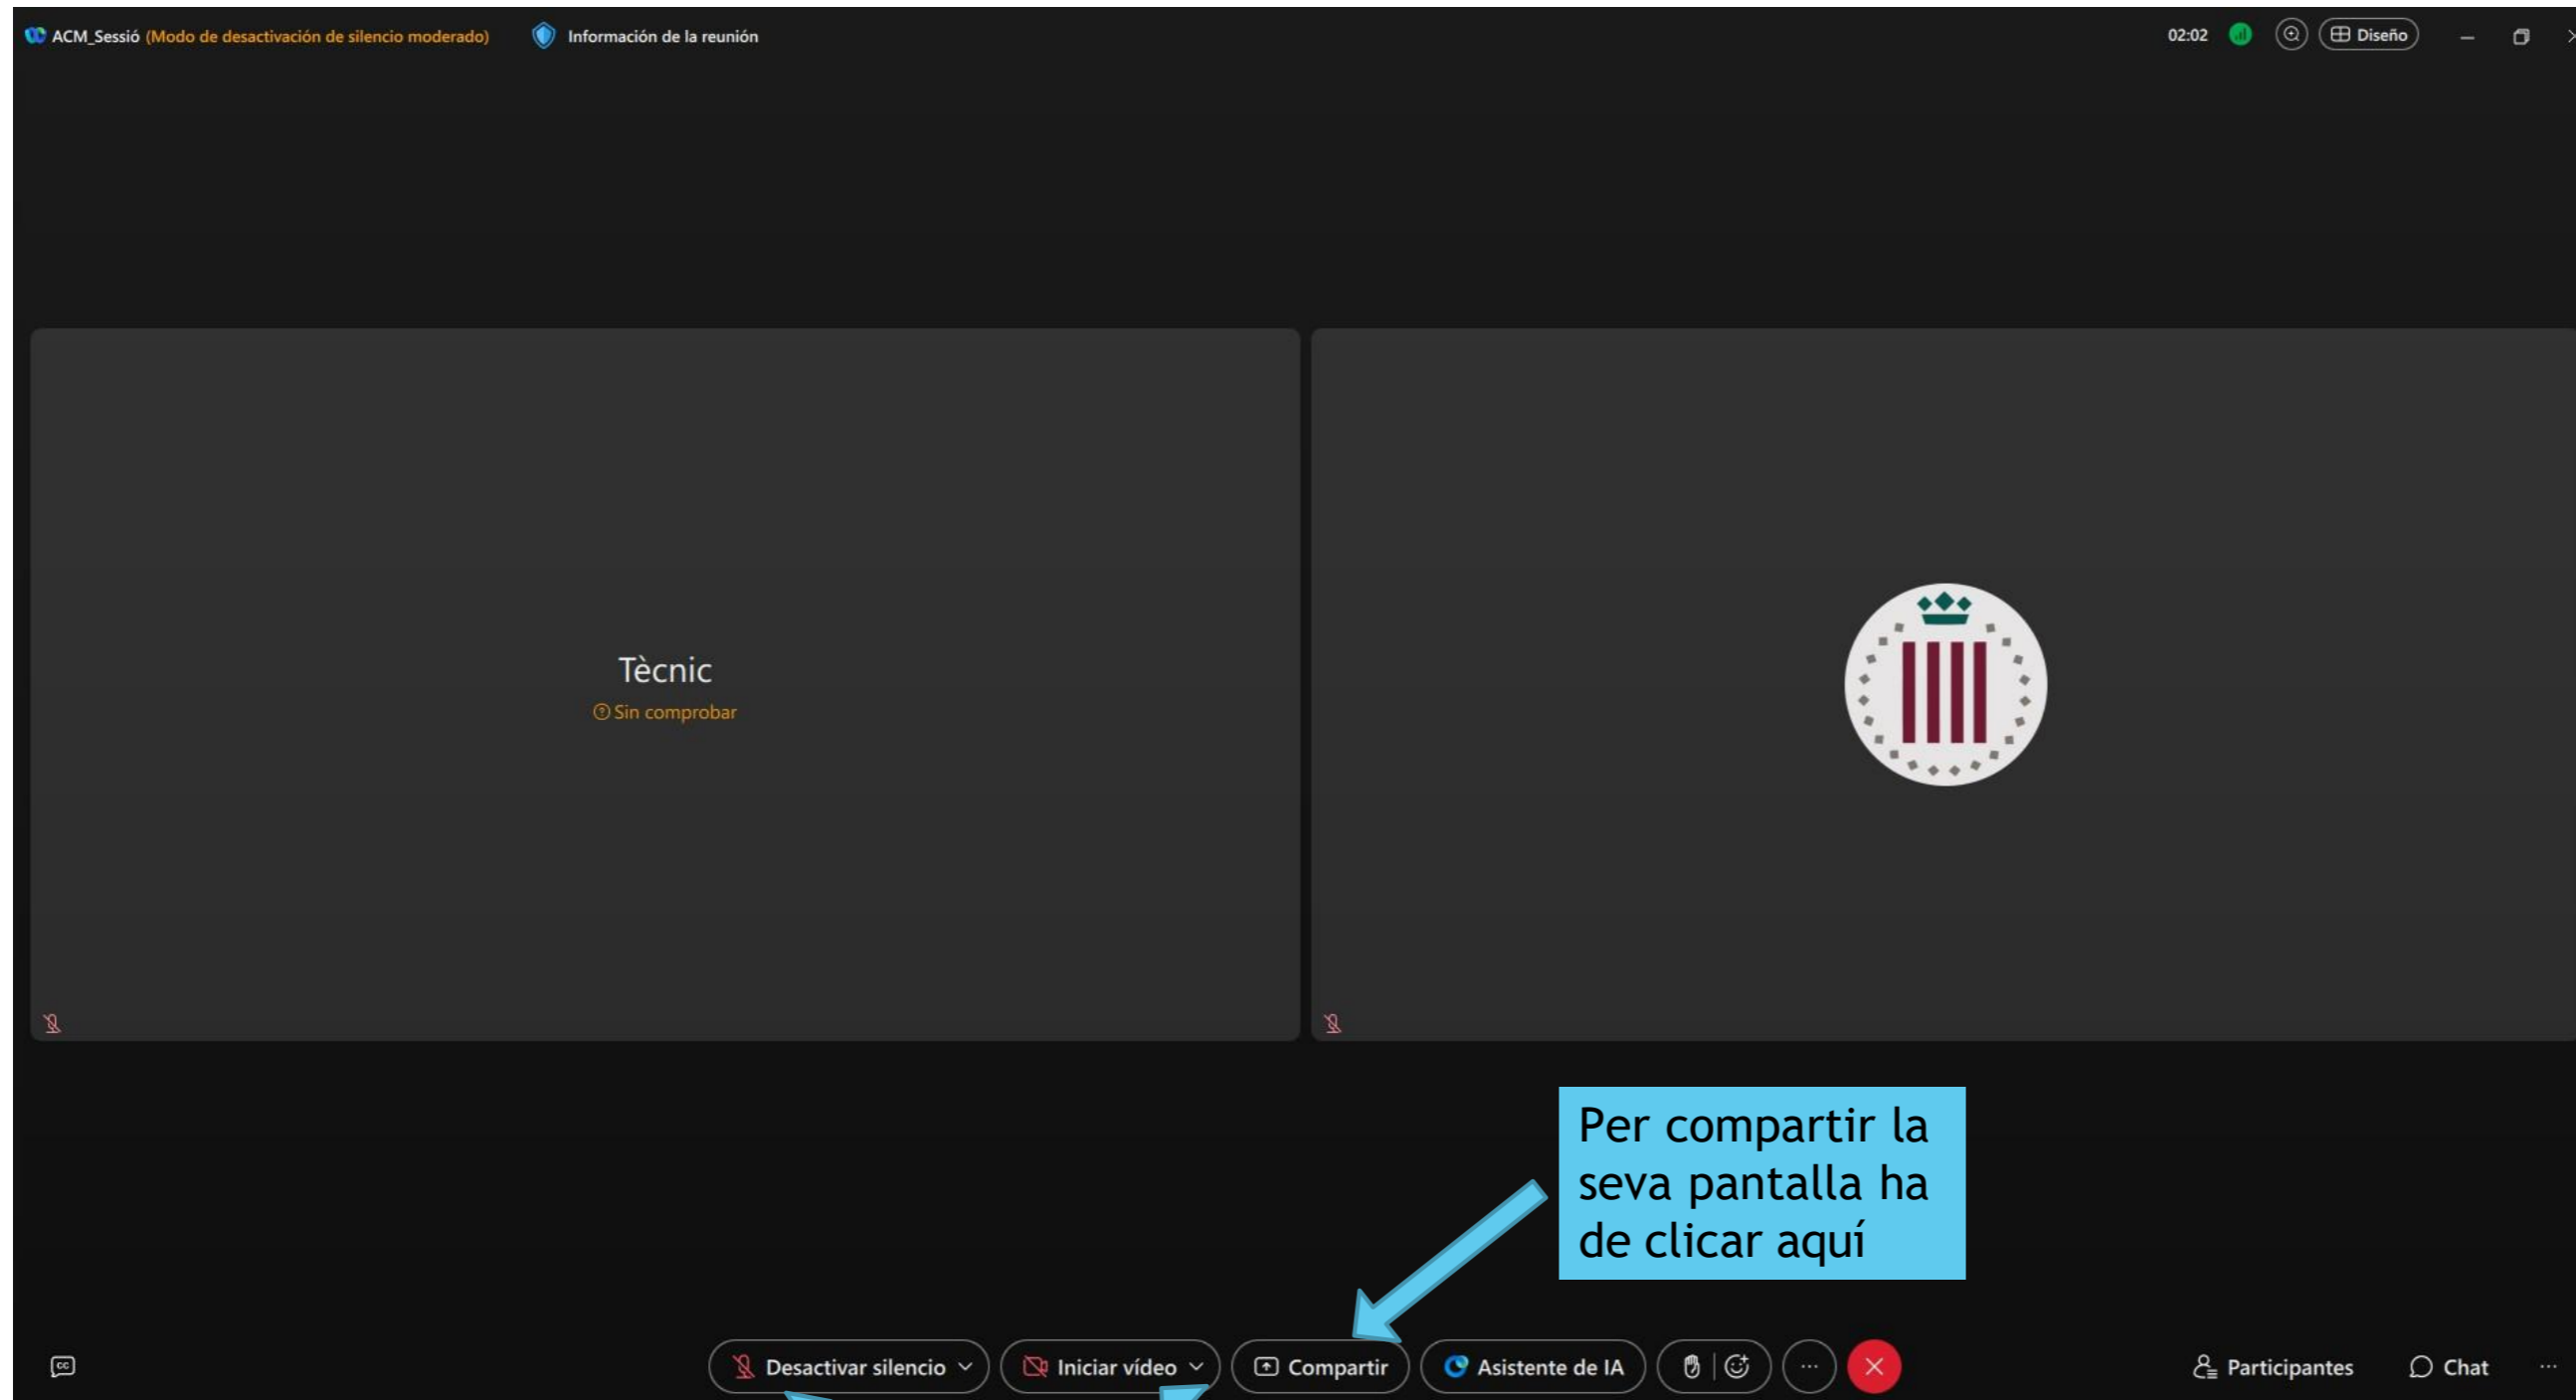 ACM_Sessió (Modo de desactivación de silencio moderado)
Información de la reunión
02:02
Diseño
Tècnic
Sin comprobar
Per compartir la
seva pantalla ha
de clicar aquí
CC
Desactivar silencio
Iniciar vídeo
Compartir
Asistente de IA
Participantes
Chat